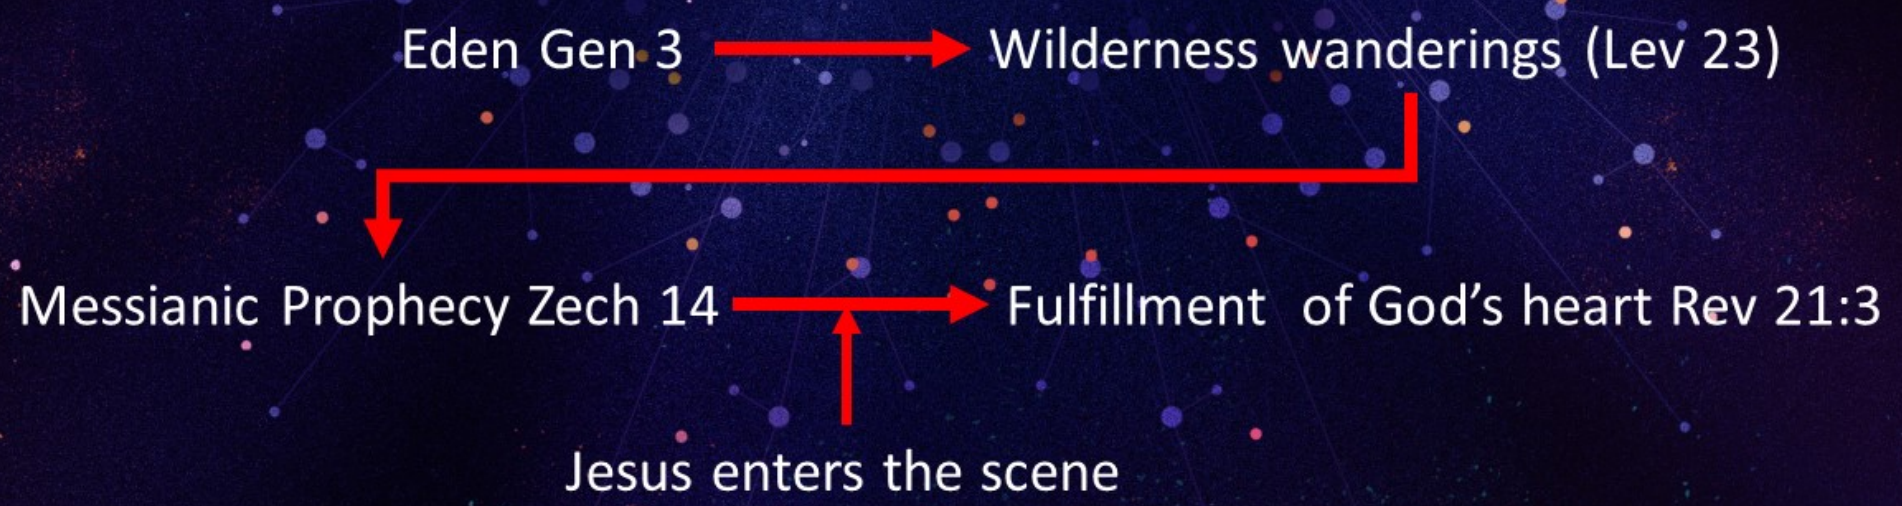 Eden Gen 3 Wilderness wanderings (Lev 23)
Messianic Prophecy Zech 14 Fulfillment of God’s heart Rev 21:3
Jesus enters the scene